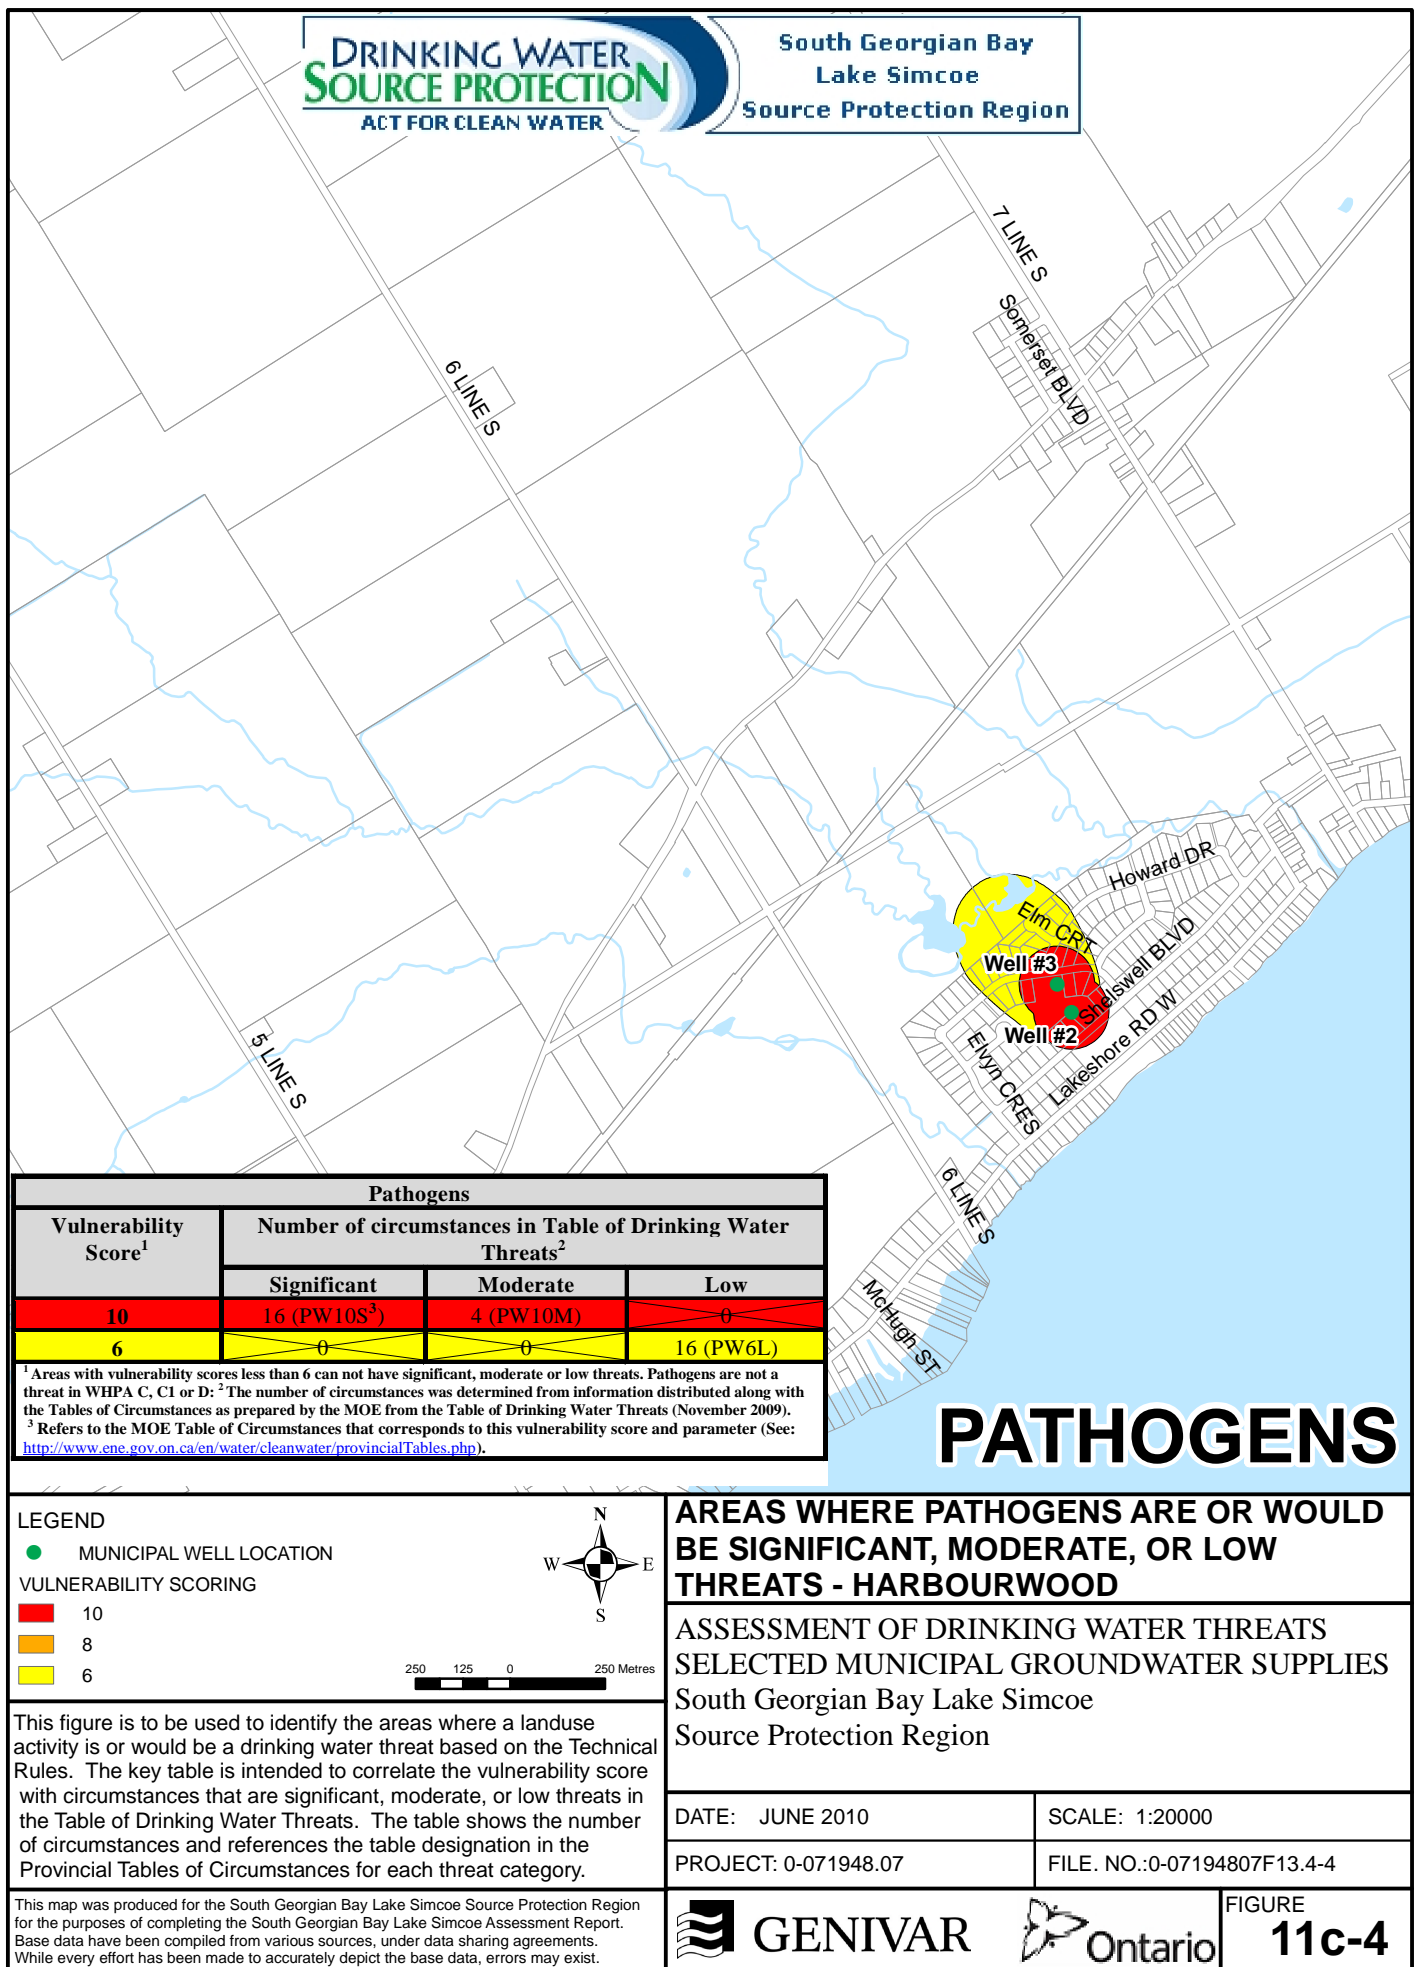 DRINKING WATER
SOURCE PROTECTION
ACT FOR CLEAN WATER
South Georgian Bay
Lake Simcoe
Source Protection Region
7 LINE S
Somerset BLVD
6 LINE S
Howard DR
Elm CRT
Well #3
Shelswell BLVD
Well #2
Lakeshore RD W
Elvyn CRES
5 LINE S
6 LINE S
McHugh ST
Pathogens
Vulnerability Score1
Number of circumstances in Table of Drinking Water Threats2
Significant Moderate Low
10 16 (PW10S3) 4 (PW10M) 0
6 0 0 16 (PW6L)
1 Areas with vulnerability scores less than 6 can not have significant, moderate or low threats. Pathogens are not a
threat in WHPA C, C1 or D: 2 The number of circumstances was determined from information distributed along with
the Tables of Circumstances as prepared by the MOE from the Table of Drinking Water Threats (November 2009).
3 Refers to the MOE Table of Circumstances that corresponds to this vulnerability score and parameter (See:
http://www.ene.gov.on.ca/en/water/cleanwater/provincialTables.php).
PATHOGENS
LEGEND
MUNICIPAL WELL LOCATION
VULNERABILITY SCORING
10
8
6
N
W E
S
250 125 0 250 Metres
AREAS WHERE PATHOGENS ARE OR WOULD
BE SIGNIFICANT, MODERATE, OR LOW
THREATS - HARBOURWOOD
ASSESSMENT OF DRINKING WATER THREATS
SELECTED MUNICIPAL GROUNDWATER SUPPLIES
South Georgian Bay Lake Simcoe
Source Protection Region
This figure is to be used to identify the areas where a landuse
activity is or would be a drinking water threat based on the Technical
Rules. The key table is intended to correlate the vulnerability score
with circumstances that are significant, moderate, or low threats in
the Table of Drinking Water Threats. The table shows the number
of circumstances and references the table designation in the
Provincial Tables of Circumstances for each threat category.
DATE: JUNE 2010
SCALE: 1:20000
PROJECT: 0-071948.07
FILE. NO.:0-07194807F13.4-4
This map was produced for the South Georgian Bay Lake Simcoe Source Protection Region
for the purposes of completing the South Georgian Bay Lake Simcoe Assessment Report.
Base data have been compiled from various sources, under data sharing agreements.
While every effort has been made to accurately depict the base data, errors may exist.
GENIVAR
Ontario
FIGURE
11c-4